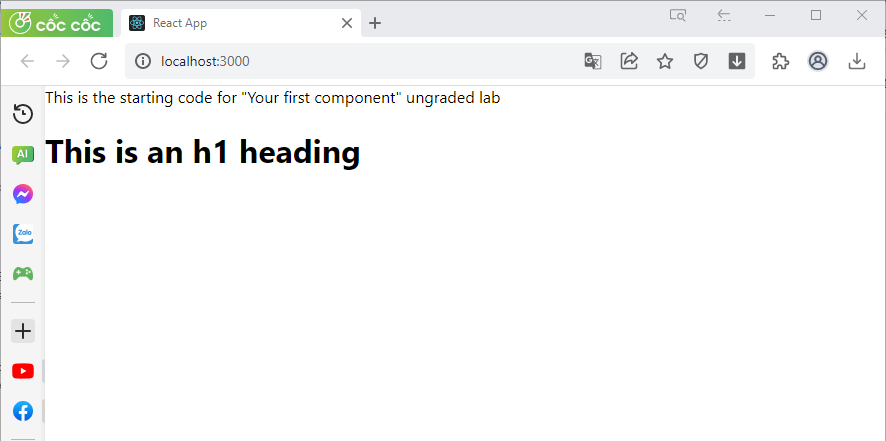 cốc cốc
React App
localhost:3000
This is the starting code for "Your first component" ungraded lab
AI
This is an h1 heading
Zalo